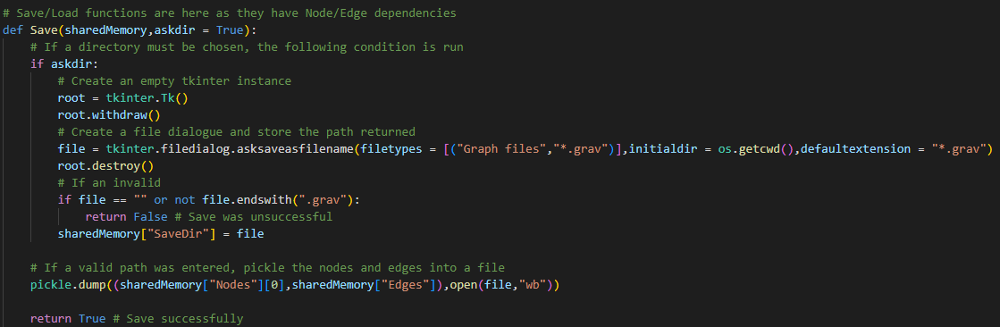 # Save/Load functions are here as they have Node/Edge dependencies
def Save(sharedMemory,askdir = True):
    # If a directory must be chosen, the following condition is run
    if askdir:
        # Create an empty tkinter instance
        root = tkinter.Tk()
        root.withdraw()
        # Create a file dialogue and store the path returned
        file = tkinter.filedialog.asksaveasfilename(filetypes = [("Graph files","*.grav")],initialdir = os.getcwd(),defaultextension = "*.grav")
        root.destroy()
        # If an invalid
        if file == "" or not file.endswith(".grav"):
            return False # Save was unsuccessful
        sharedMemory["SaveDir"] = file

    # If a valid path was entered, pickle the nodes and edges into a file
    pickle.dump((sharedMemory["Nodes"][0],sharedMemory["Edges"]),open(file,"wb"))

    return True # Save successfully